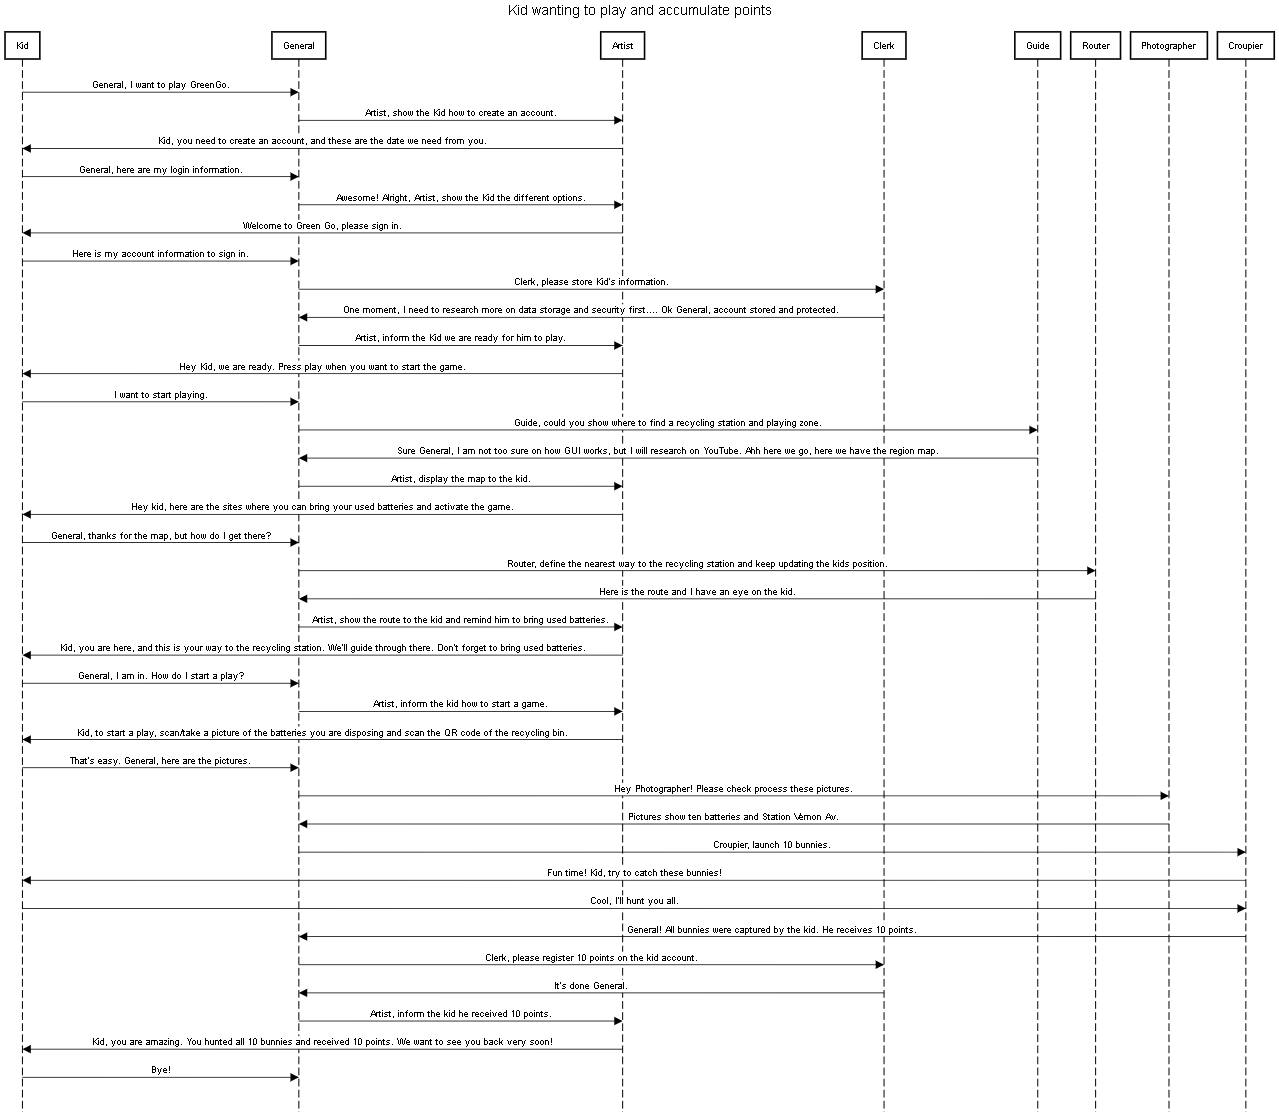 Kid wanting to play and accumulate points
Kid General Artist Clerk Guide Router Photographer Croupier
General, I want to play GreenGo.
Artist, show the Kid how to create an account.
Kid, you need to create an account, and these are the date we need from you.
General, here are my login information.
Awesome! Alright, Artist, show the Kid the different options.
Welcome to Green Go, please sign in.
Here is my account information to sign in.
Clerk, please store Kid's information.
One moment, I need to research more on data storage and security first.... Ok General, account stored and protected.
Artist, inform the Kid we are ready for him to play.
Hey Kid, we are ready. Press play when you want to start the game.
I want to start playing.
Guide, could you show where to find a recycling station and playing zone.
Sure General, I am not too sure on how GUI works, but I will research on YouTube. Ahh here we go, here we have the region map.
Artist, display the map to the kid.
Hey kid, here are the sites where you can bring your used batteries and activate the game.
General, thanks for the map, but how do I get there?
Router, define the nearest way to the recycling station and keep updating the kids position.
Here is the route and I have an eye on the kid.
Artist, show the route to the kid and remind him to bring used batteries.
Kid, you are here, and this is your way to the recycling station. We'll guide through there. Don't forget to bring used batteries.
General, I am in. How do I start a play?
Artist, inform the kid how to start a game.
Kid, to start a play, scan/take a picture of the batteries you are disposing and scan the QR code of the recycling bin.
That's easy. General, here are the pictures.
Hey Photographer! Please check process these pictures.
Pictures show ten batteries and Station Vernon Av.
Croupier, launch 10 bunnies.
Fun time! Kid, try to catch these bunnies!
Cool, I'll hunt you all.
General! All bunnies were captured by the kid. He receives 10 points.
Clerk, please register 10 points on the kid account.
It's done General.
Artist, inform the kid he received 10 points.
Kid, you are amazing. You hunted all 10 bunnies and received 10 points. We want to see you back very soon!
Bye!